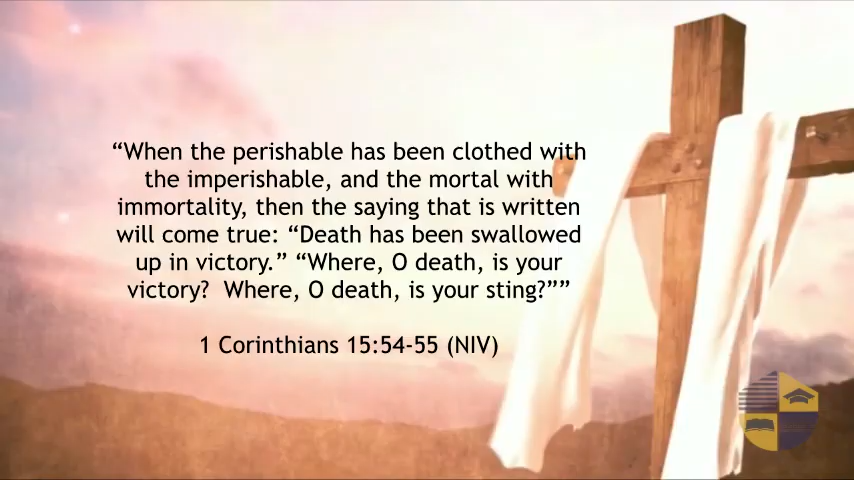 “When the perishable has been clothed with
the imperishable, and the mortal with
immortality, then the saying that is written
will come true: “Death has been swallowed
up in victory.” “Where, O death, is your
victory?  Where, O death, is your sting?””
1 Corinthians 15:54-55 (NIV)